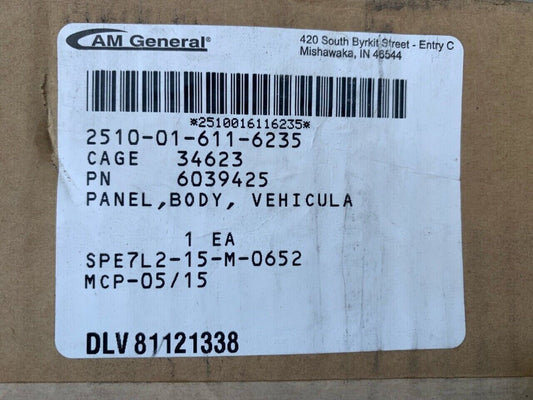 AM General®
420 South Byrkit Street - Entry C
Mishawaka, IN 46544
*2510016116235*
2510-01-611-6235
CAGE 34623
PN 6039425
PANEL,BODY, VEHICULA
1 EA
SPE7L2-15-M-0652
MCP-05/15
DLV 81121338